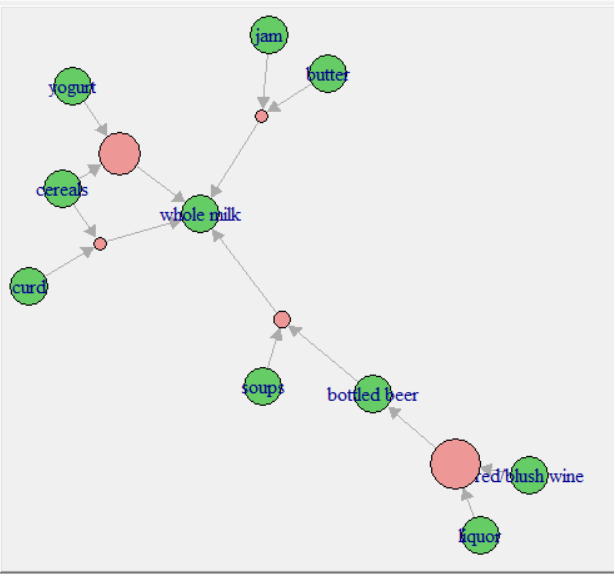 jam
butter
yogurt
cereals
whole milk
curd
soups
bottled beer
red/blush wine
liquor